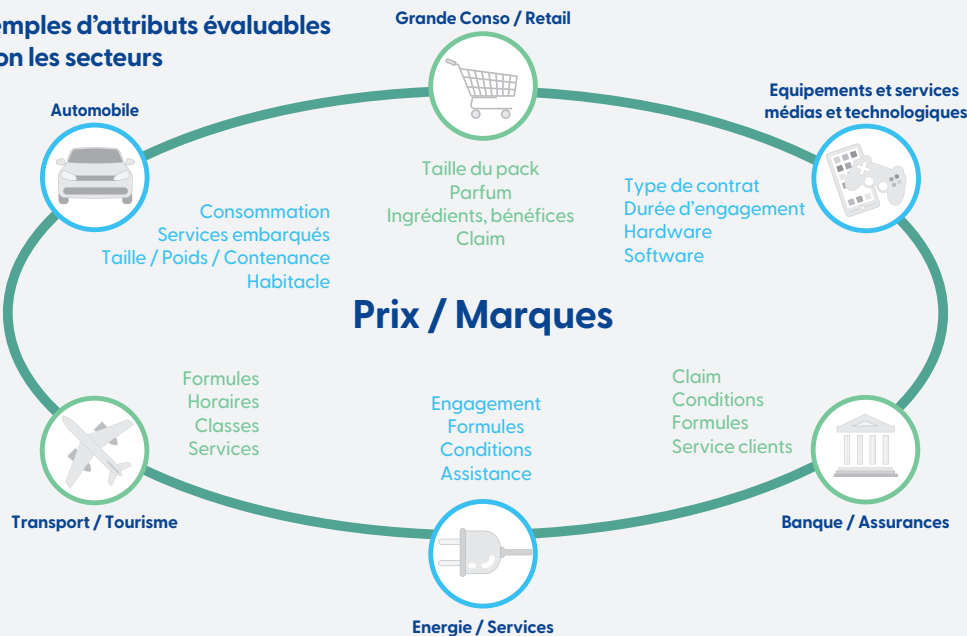 emples d'attributs évaluables
on les secteurs
Grande Conso / Retail
Automobile
Equipements et services
médias et technologiques
Taille du pack
Parfum
Ingrédients, bénéfices
Claim
Type de contrat
Durée d'engagement
Hardware
Software
Consommation
Services embarqués
Taille / Poids / Contenance
Habitacle
Prix / Marques
Formules
Horaires
Classes
Services
Engagement
Formules
Conditions
Assistance
Claim
Conditions
Formules
Service clients
Transport / Tourisme
Banque / Assurances
Energie / Services